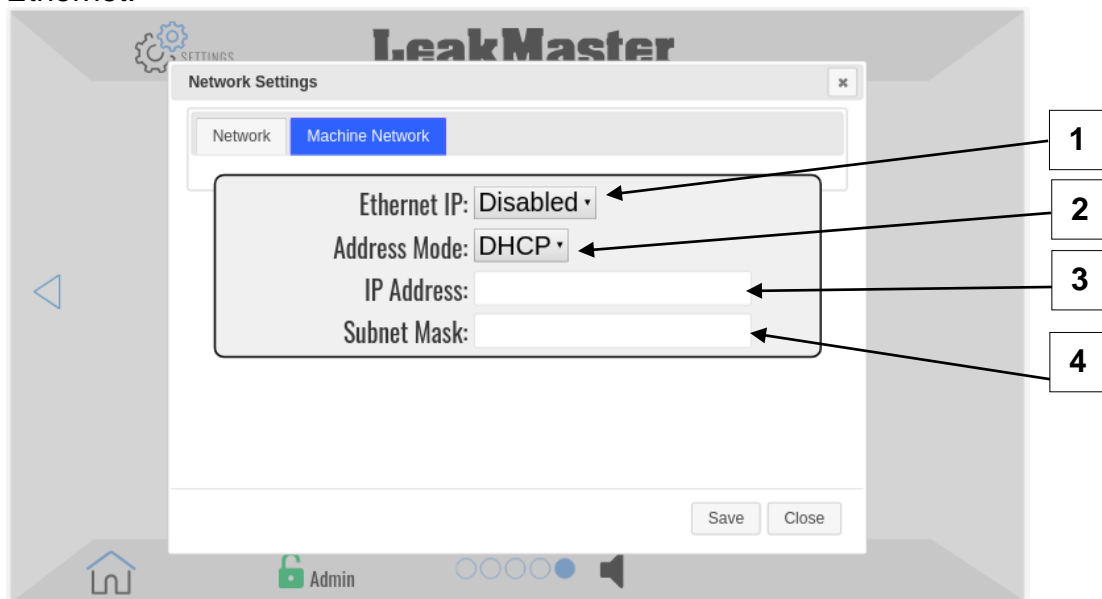 Ethernet.
SETTINGS
LeakMaster
Network Settings
Network Machine Network
1
Ethernet IP: Disabled
2
Address Mode: DHCP
3
IP Address:
Subnet Mask:
4
Save Close
Admin